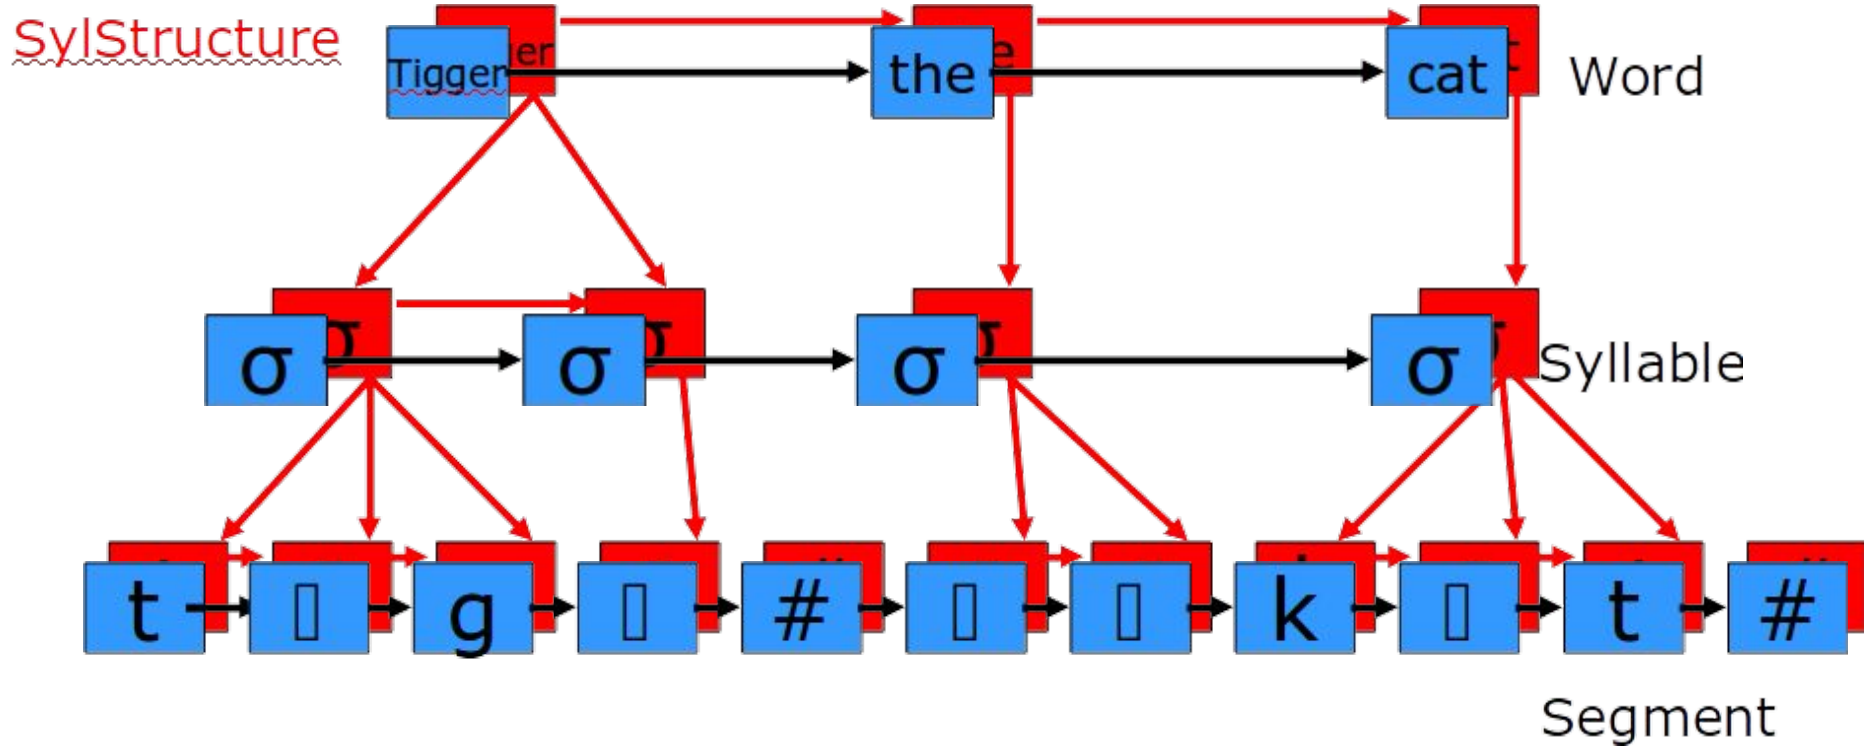 SylStructure
Tigger the cat Word
σ σ σ σ Syllable
t g # k t #
Segment